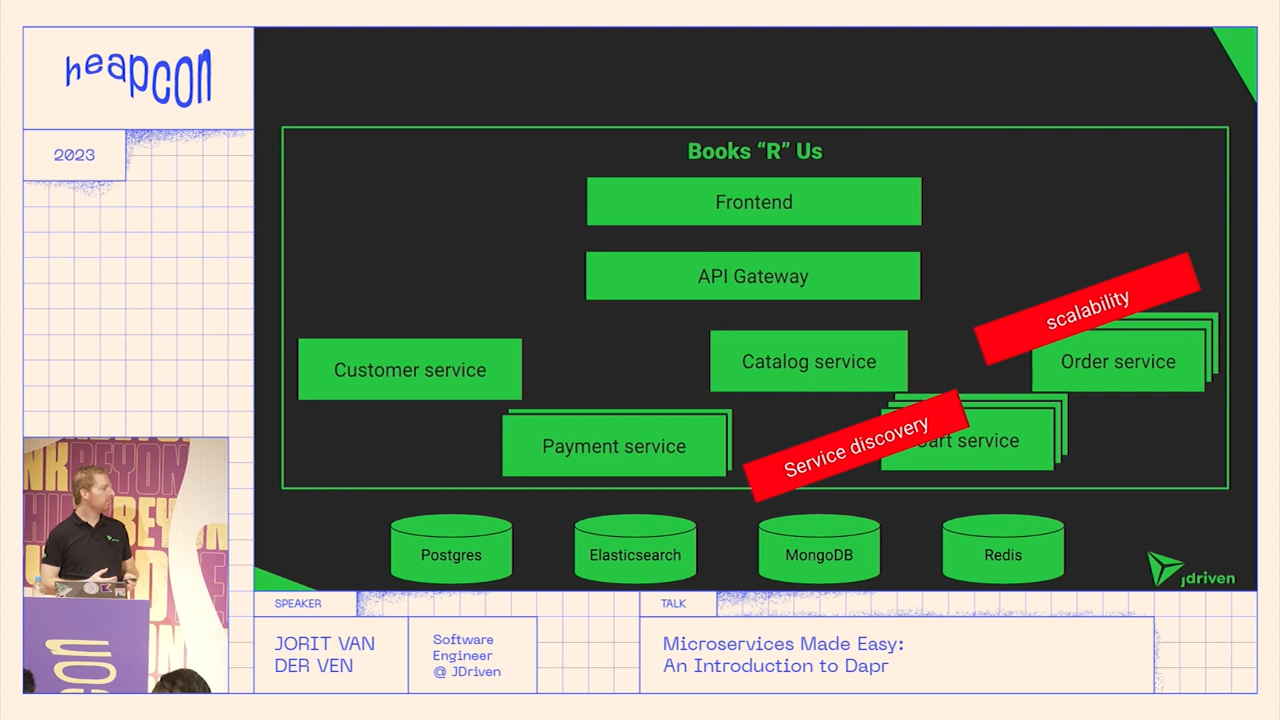 heapcon
2023
Books “R” Us
Frontend
API Gateway
scalability
Customer service
Catalog service
Order service
Service discovery
Payment service
service
Postgres
Elasticsearch
MongoDB
Redis
jdriven
SPEAKER
JORIT VAN
DER VEN
Software
Engineer
@ JDriven
TALK
Microservices Made Easy:
An Introduction to Dapr
BEYON